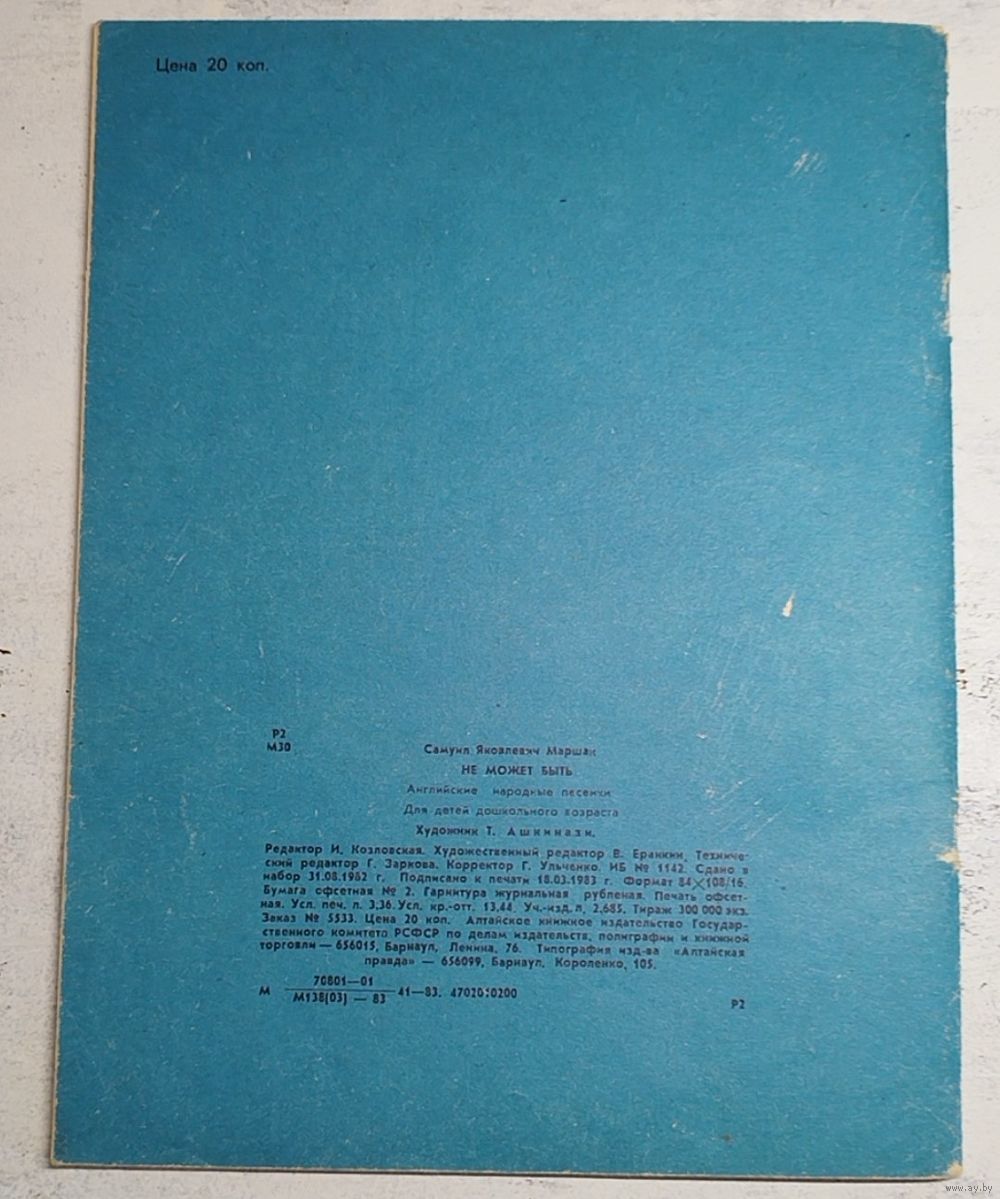 Цена 20 коп.
Р2
М30
Самуил Яковлевич Маршак
НЕ МОЖЕТ БЫТЬ
Английские народные песенки
Для детей дошкольного возраста
Художник Т. Ашкинази.
Редактор И. Козловская. Художественный редактор В. Еранкин. Техниче-
ский редактор Г. Заркова. Корректор Г. Ульченко. ИБ № 1142. Сдано в
набор 31.08.1982 г. Подписано к печати 18.03.1983 г. Формат 84×108/16.
Бумага офсетная № 2. Гарнитура журнальная рубленая. Печать офсет-
ная. Усл. печ. л. 3,36. Усл. кр.-отт. 13,44. Уч.-изд. л. 2,685. Тираж 300 000 экз.
Заказ № 5533. Цена 20 коп. Алтайское книжное издательство Государ-
ственного комитета РСФСР по делам издательств, полиграфии и книжной
торговли — 656015, Барнаул, Ленина, 76. Типография изд-ва «Алтайская
правда» — 656099, Барнаул, Короленко, 105.
М 70801—01
М138(03) — 83 41—83. 4702010200
Р2
www.ay.by